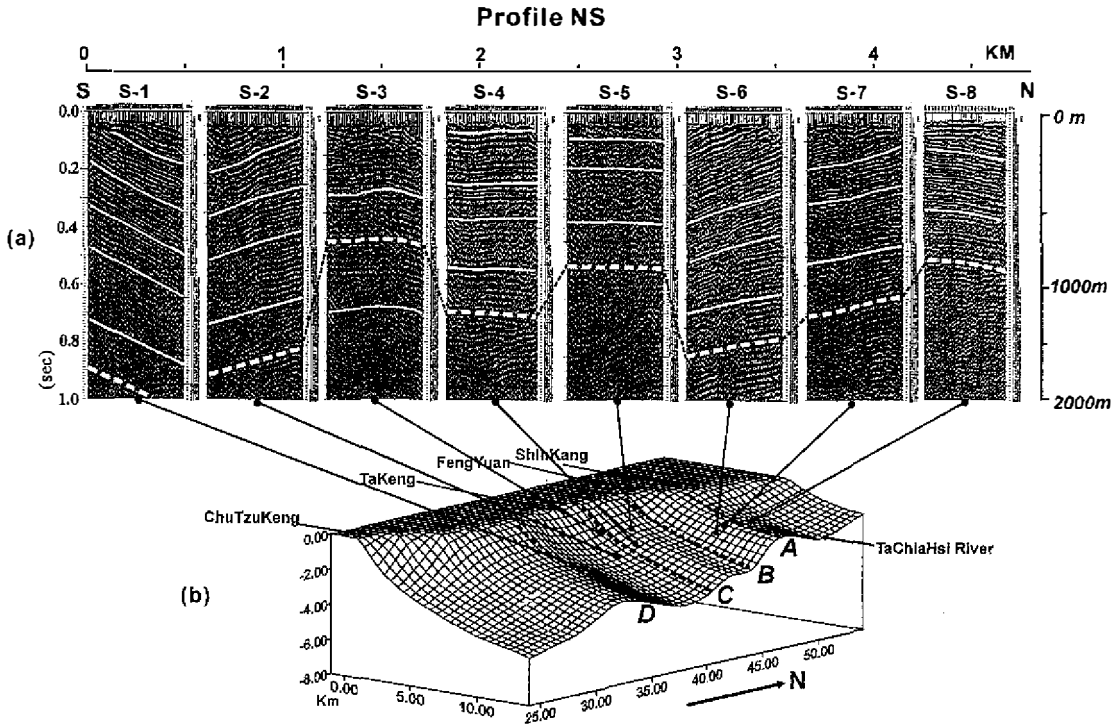 Profile NS
0 1 2 3 4 KM
S S-1 S-2 S-3 S-4 S-5 S-6 S-7 S-8 N
0.0 0 m
0.2
(a) 0.4
0.6 1000m
0.8
(sec)
1.0 2000m
ShihKang
FengYuan
TaKeng
ChuTzuKeng
TaChiaHsi River
(b)
0.00
-2.00
-4.00
-6.00
-8.00
Km
0.00 5.00 10.00
25.00 30.00 35.00 40.00 45.00 50.00
A
B
C
D
N